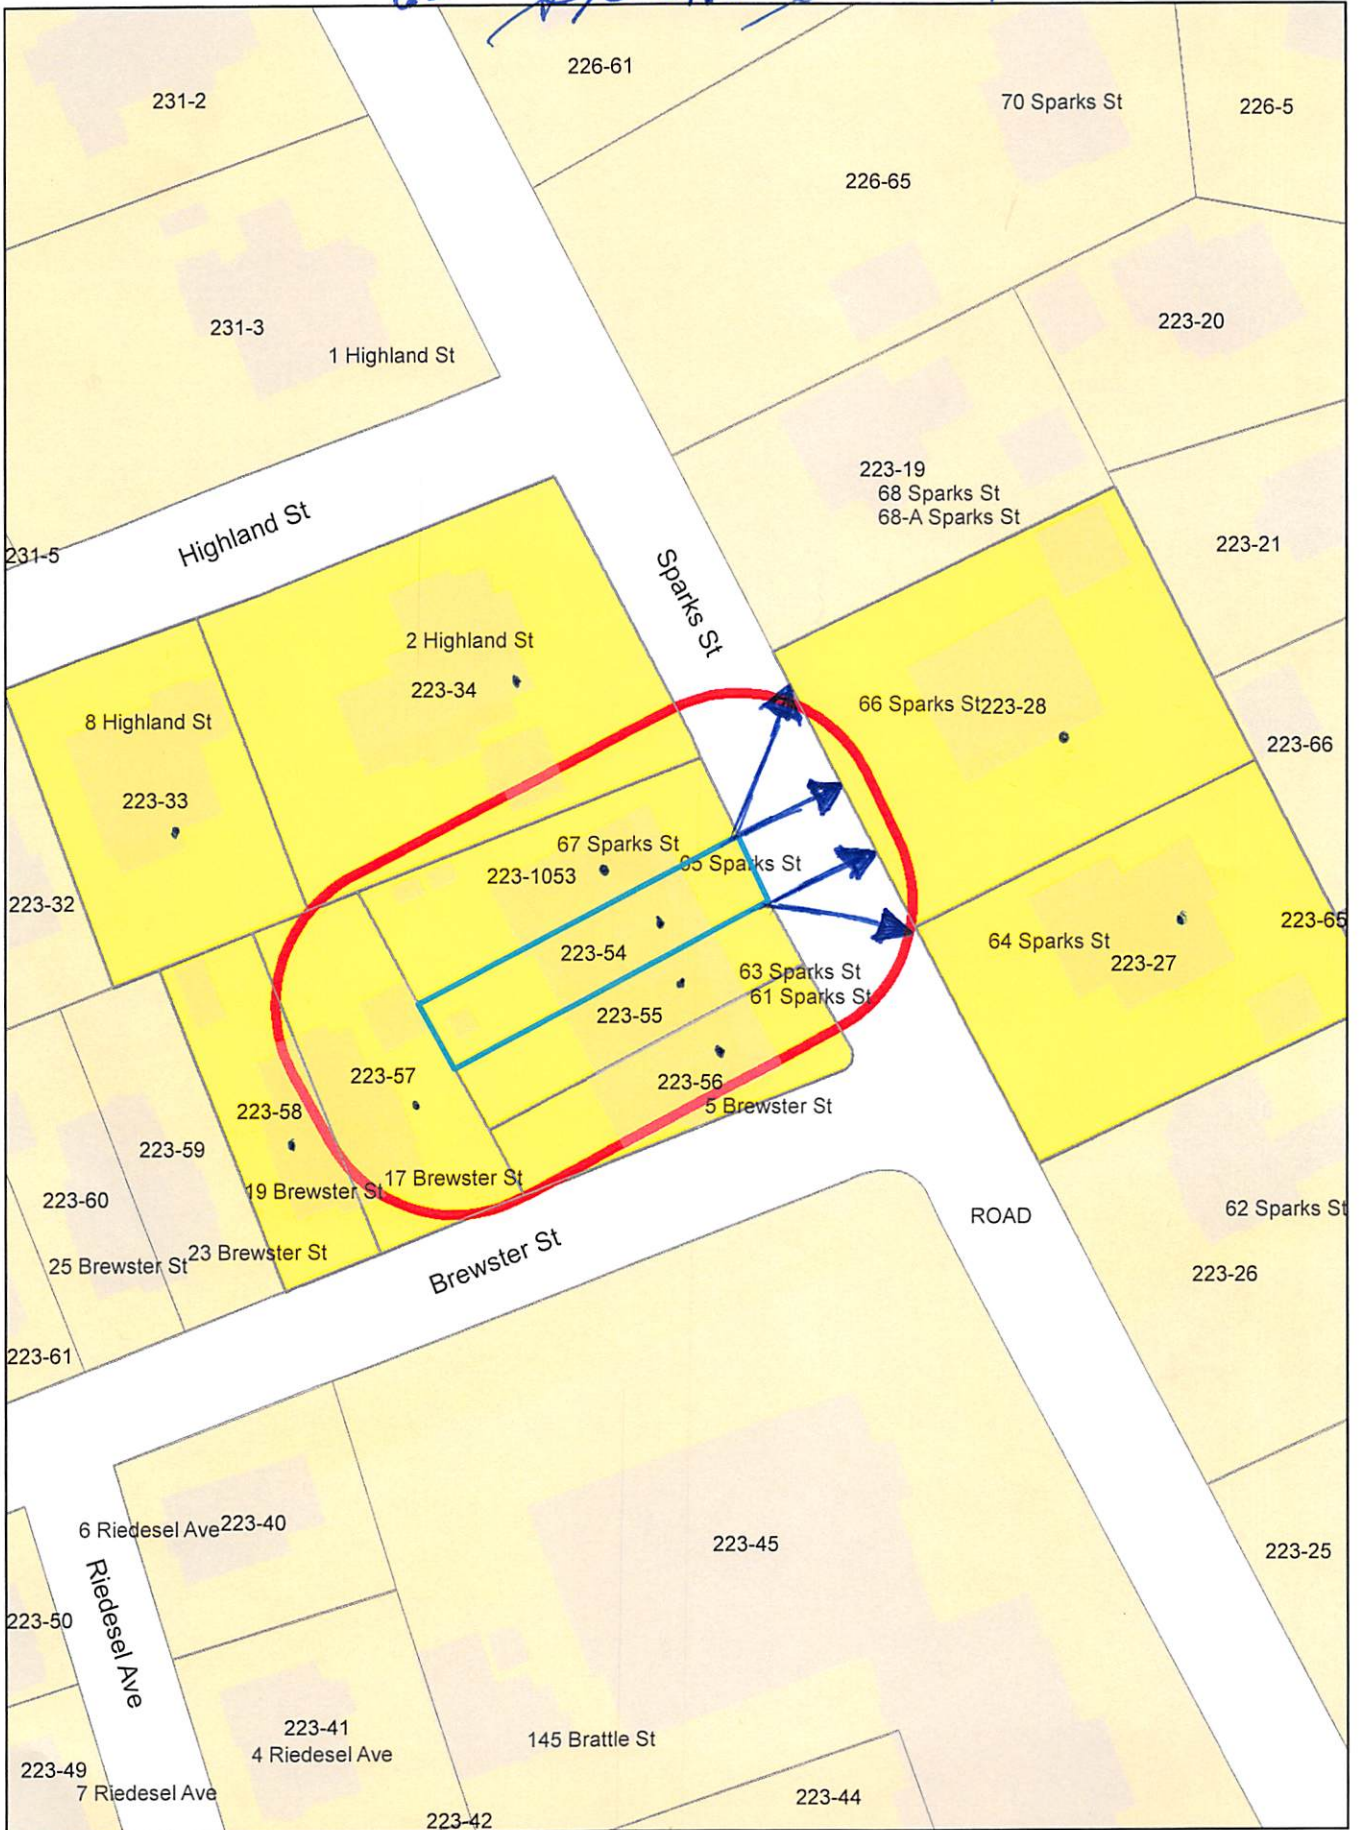 226-61
231-2
70 Sparks St
226-5
226-65
231-3
1 Highland St
223-20
223-19
68 Sparks St
68-A Sparks St
Highland St
231-5
223-21
Sparks St
2 Highland St
223-34
66 Sparks St
223-28
8 Highland St
223-66
223-33
67 Sparks St
65 Sparks St
223-1053
223-32
223-65
64 Sparks St
223-27
223-54
63 Sparks St
61 Sparks St
223-55
223-57
223-56
5 Brewster St
223-58
223-59
17 Brewster St
19 Brewster St
223-60
ROAD
62 Sparks St
23 Brewster St
25 Brewster St
Brewster St
223-26
223-61
6 Riedesel Ave
223-40
223-45
223-25
Riedesel Ave
223-50
223-41
4 Riedesel Ave
145 Brattle St
223-49
7 Riedesel Ave
223-44
223-42